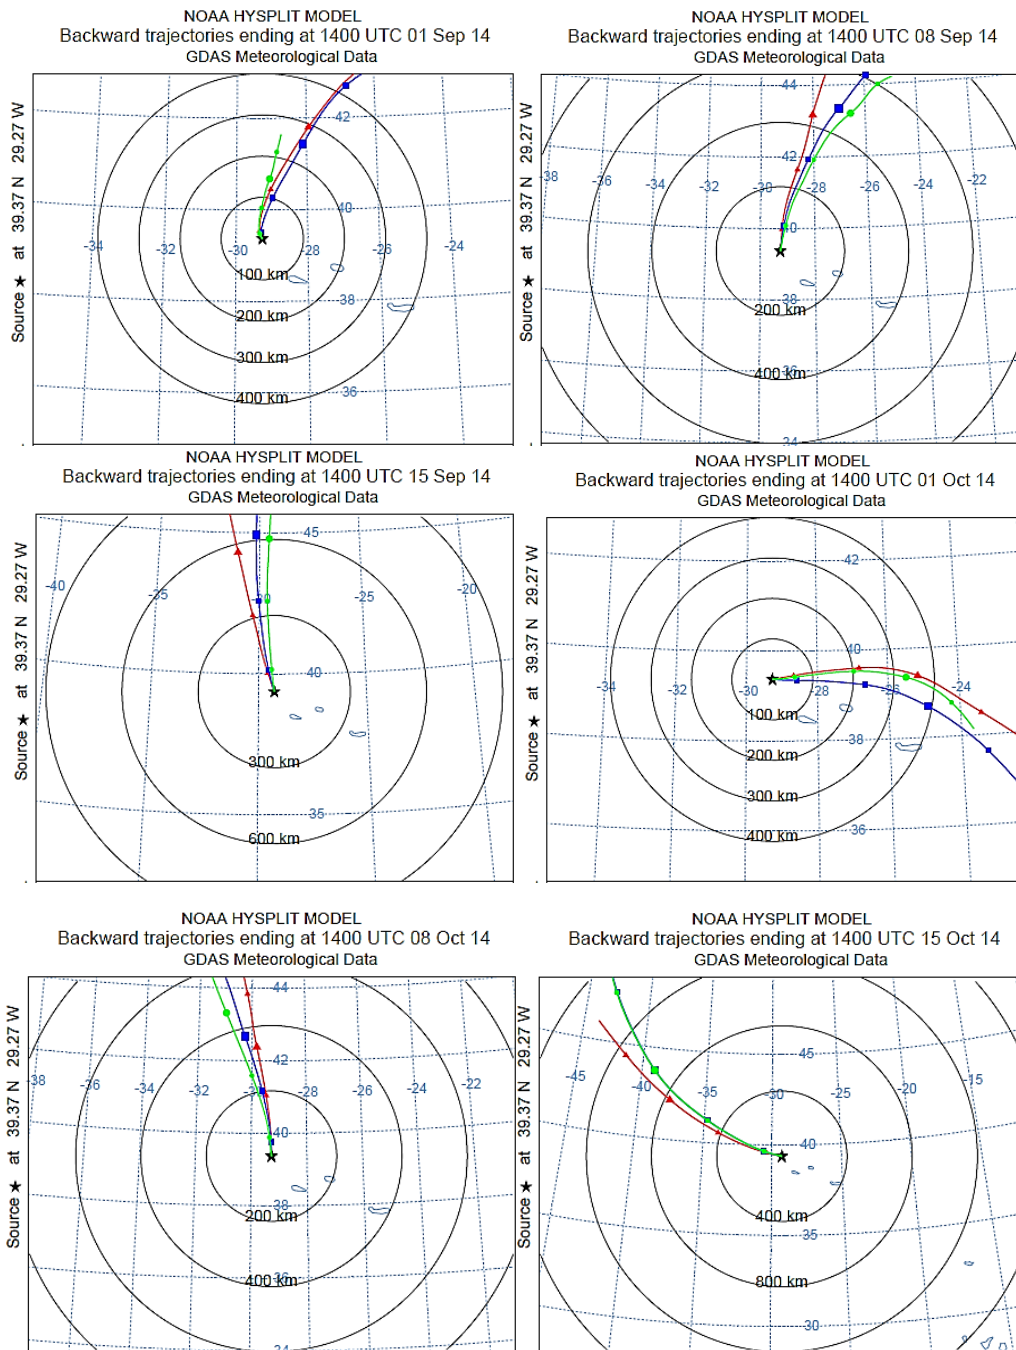 NOAA HYSPLIT MODEL
Backward trajectories ending at 1400 UTC 01 Sep 14
GDAS Meteorological Data
Source ★ at 39.37 N 29.27 W
42
40
-34
-30
-28
-24
100 km
38
200 km
300 km
36
400 km
NOAA HYSPLIT MODEL
Backward trajectories ending at 1400 UTC 08 Sep 14
GDAS Meteorological Data
Source ★ at 39.37 N 29.27 W
44
42
-38
-36
-34
-32
-30
-28
-26
-24
-22
40
38
200 km
36
400 km
34
NOAA HYSPLIT MODEL
Backward trajectories ending at 1400 UTC 15 Sep 14
GDAS Meteorological Data
Source ★ at 39.37 N 29.27 W
45
-40
-35
-30
-25
-20
40
300 km
35
600 km
NOAA HYSPLIT MODEL
Backward trajectories ending at 1400 UTC 01 Oct 14
GDAS Meteorological Data
Source ★ at 39.37 N 29.27 W
42
40
-34
-30
-28
-26
-24
100 km
38
200 km
300 km
36
400 km
NOAA HYSPLIT MODEL
Backward trajectories ending at 1400 UTC 08 Oct 14
GDAS Meteorological Data
Source ★ at 39.37 N 29.27 W
44
42
-38
-36
-34
-32
-30
-28
-26
-24
-22
40
38
200 km
36
400 km
34
NOAA HYSPLIT MODEL
Backward trajectories ending at 1400 UTC 15 Oct 14
GDAS Meteorological Data
Source ★ at 39.37 N 29.27 W
45
-45
-40
-35
-30
-25
-20
-15
40
400 km
35
800 km
30